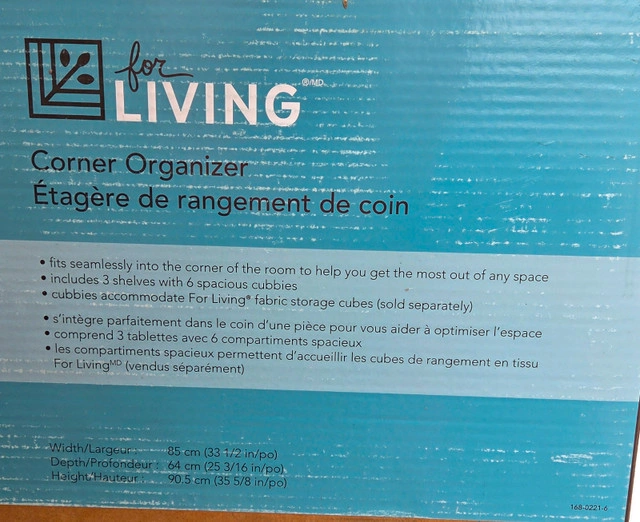 for
LIVING®/MD
Corner Organizer
Étagère de rangement de coin
• fits seamlessly into the corner of the room to help you get the most out of any space
• includes 3 shelves with 6 spacious cubbies
• cubbies accommodate For Living® fabric storage cubes (sold separately)
• s'intègre parfaitement dans le coin d'une pièce pour vous aider à optimiser l'espace
• comprend 3 tablettes avec 6 compartiments spacieux
• les compartiments spacieux permettent d'accueillir les cubes de rangement en tissu
For LivingMD (vendus séparément)
Width/Largeur : 85 cm (33 1/2 in/po)
Depth/Profondeur : 64 cm (25 3/16 in/po)
Height/Hauteur : 90.5 cm (35 5/8 in/po)
168-0221-6